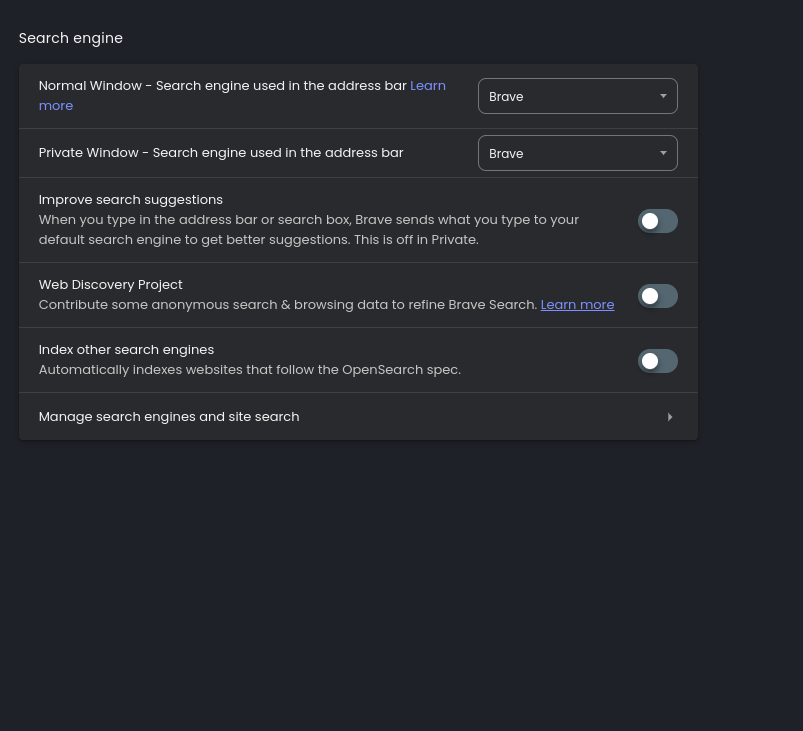 Search engine
Normal Window - Search engine used in the address bar Learn
more
Brave
Private Window - Search engine used in the address bar
Brave
Improve search suggestions
When you type in the address bar or search box, Brave sends what you type to your
default search engine to get better suggestions. This is off in Private.
Web Discovery Project
Contribute some anonymous search & browsing data to refine Brave Search. Learn more
Index other search engines
Automatically indexes websites that follow the OpenSearch spec.
Manage search engines and site search